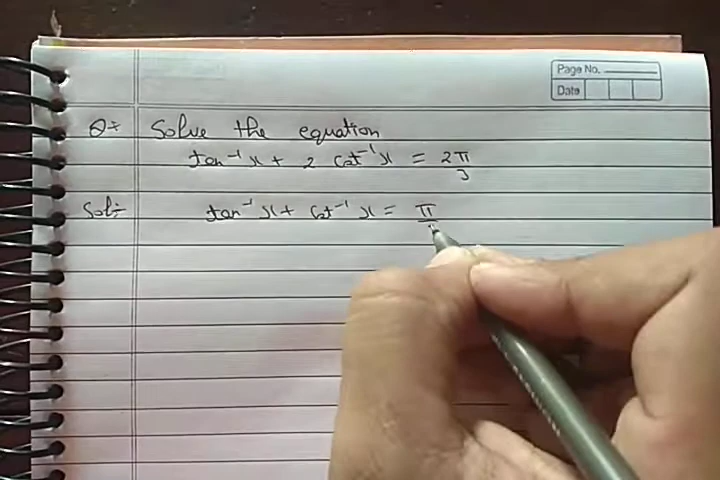 Page No.
Date
Q:- Solve the equation
tan⁻¹ x + 2 cot⁻¹ x = 2π/3
Sol:- tan⁻¹ x + cot⁻¹ x = π